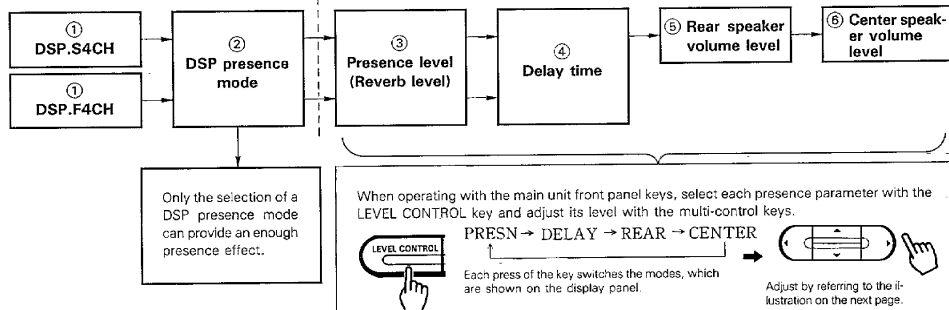 ①
DSP.S4CH
①
DSP.F4CH
②
DSP presence
mode
③
Presence level
(Reverb level)
④
Delay time
⑤ Rear speaker
volume level
⑥ Center speak-
er volume
level
Only the selection of a
DSP presence mode
can provide an enough
presence effect.
When operating with the main unit front panel keys, select each presence parameter with the
LEVEL CONTROL key and adjust its level with the multi-control keys.
LEVEL CONTROL
PRESN → DELAY → REAR → CENTER
Each press of the key switches the modes, which
are shown on the display panel.
Adjust by referring to the il-
lustration on the next page.